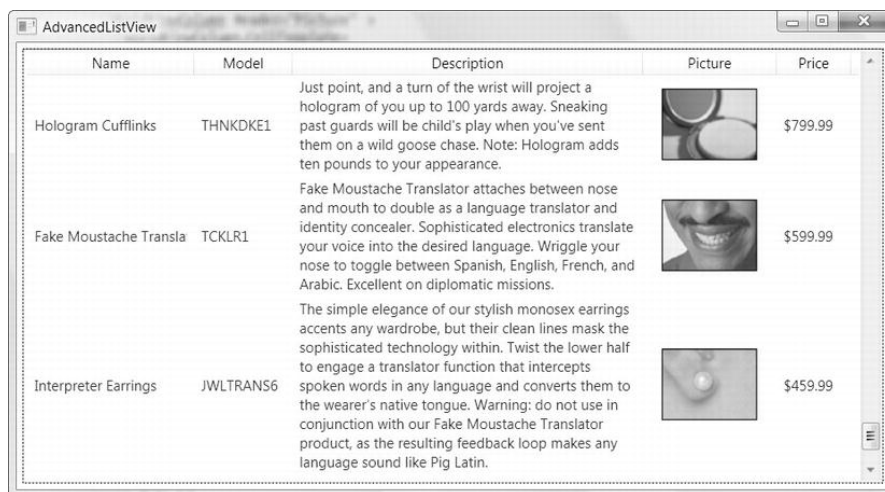 AdvancedListView
Name Model Description Picture Price
Hologram Cufflinks THNKDKE1 $799.99
Just point, and a turn of the wrist will project a
hologram of you up to 100 yards away. Sneaking
past guards will be child's play when you've sent
them on a wild goose chase. Note: Hologram adds
ten pounds to your appearance.
Fake Moustache Transla TCKLR1 $599.99
Fake Moustache Translator attaches between nose
and mouth to double as a language translator and
identity concealer. Sophisticated electronics translate
your voice into the desired language. Wriggle your
nose to toggle between Spanish, English, French, and
Arabic. Excellent on diplomatic missions.
Interpreter Earrings JWLTRANS6 $459.99
The simple elegance of our stylish monosex earrings
accents any wardrobe, but their clean lines mask the
sophisticated technology within. Twist the lower half
to engage a translator function that intercepts
spoken words in any language and converts them to
the wearer's native tongue. Warning: do not use in
conjunction with our Fake Moustache Translator
product, as the resulting feedback loop makes any
language sound like Pig Latin.